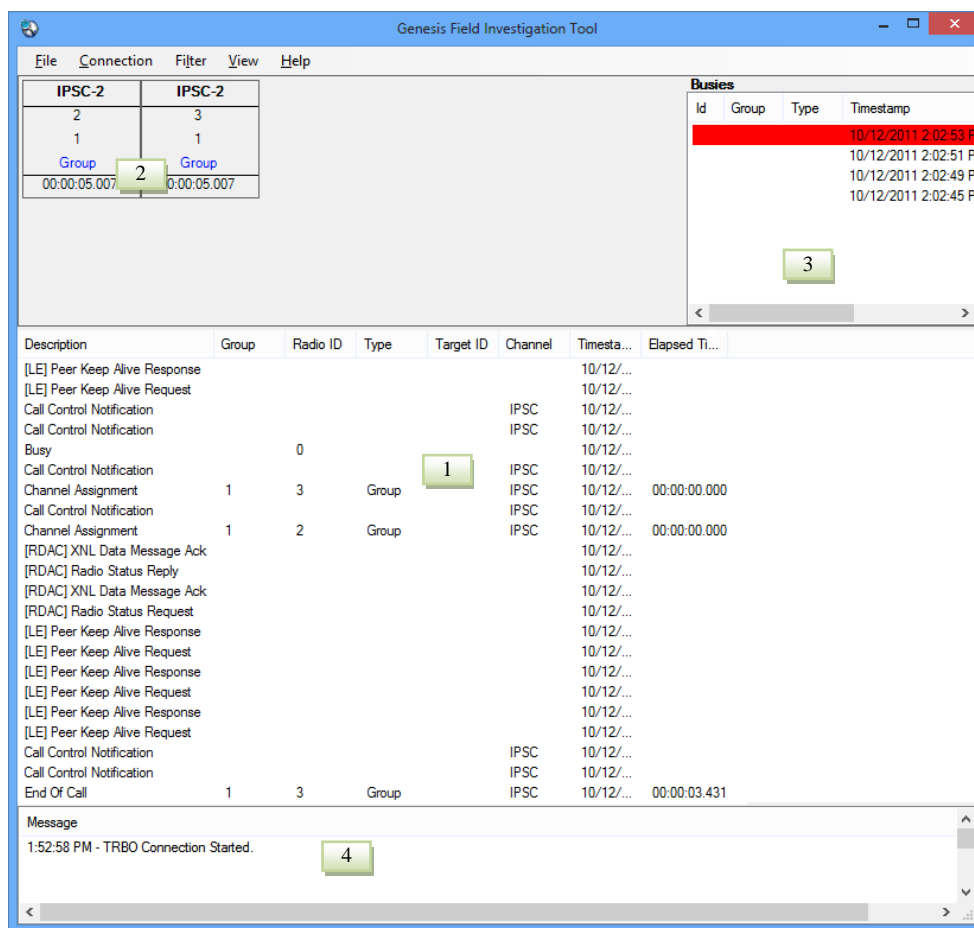 Genesis Field Investigation Tool
File Connection Filter View Help
IPSC-2 IPSC-2
2 3
1 1
Group Group
00:00:05.007 0:00:05.007
2
Busies
Id Group Type Timestamp
10/12/2011 2:02:53 P
10/12/2011 2:02:51 P
10/12/2011 2:02:49 P
10/12/2011 2:02:45 P
3
Description Group Radio ID Type Target ID Channel Timesta... Elapsed Ti...
[LE] Peer Keep Alive Response 10/12/...
[LE] Peer Keep Alive Request 10/12/...
Call Control Notification IPSC 10/12/...
Call Control Notification IPSC 10/12/...
Busy 0 10/12/...
Call Control Notification IPSC 10/12/...
1
Channel Assignment 1 3 Group IPSC 10/12/... 00:00:00.000
Call Control Notification IPSC 10/12/...
Channel Assignment 1 2 Group IPSC 10/12/... 00:00:00.000
[RDAC] XNL Data Message Ack 10/12/...
[RDAC] Radio Status Reply 10/12/...
[RDAC] XNL Data Message Ack 10/12/...
[RDAC] Radio Status Request 10/12/...
[LE] Peer Keep Alive Response 10/12/...
[LE] Peer Keep Alive Request 10/12/...
[LE] Peer Keep Alive Response 10/12/...
[LE] Peer Keep Alive Request 10/12/...
[LE] Peer Keep Alive Response 10/12/...
[LE] Peer Keep Alive Request 10/12/...
Call Control Notification IPSC 10/12/...
Call Control Notification IPSC 10/12/...
End Of Call 1 3 Group IPSC 10/12/... 00:00:03.431
Message
1:52:58 PM - TRBO Connection Started.
4